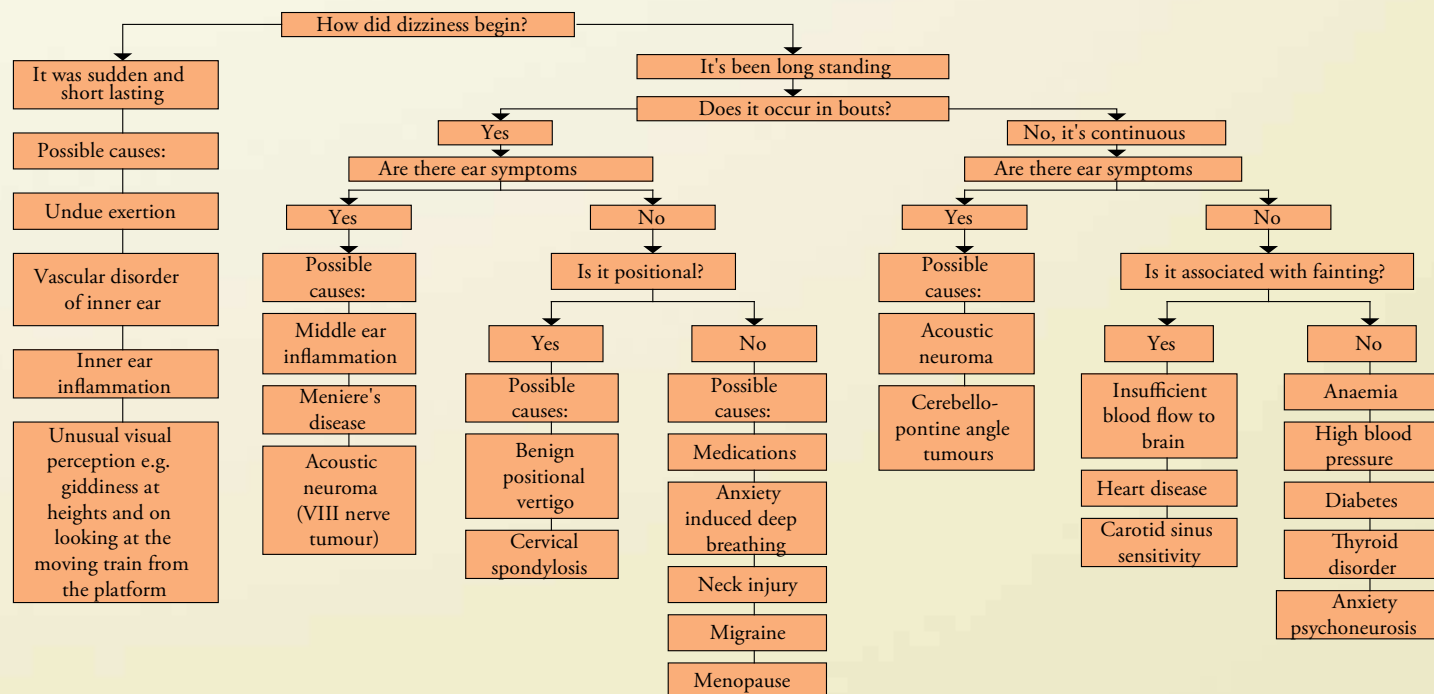 How did dizziness begin?
It was sudden and
short lasting
Possible causes:
Undue exertion
Vascular disorder
of inner ear
Inner ear
inflammation
Unusual visual
perception e.g.
giddiness at
heights and on
looking at the
moving train from
the platform
It's been long standing
Does it occur in bouts?
Yes
Are there ear symptoms
Yes
Possible
causes:
Middle ear
inflammation
Meniere's
disease
Acoustic
neuroma
(VIII nerve
tumour)
No
Is it positional?
Yes
Possible
causes:
Benign
positional
vertigo
Cervical
spondylosis
No
Possible
causes:
Medications
Anxiety
induced deep
breathing
Neck injury
Migraine
Menopause
No, it's continuous
Are there ear symptoms
Yes
Possible
causes:
Acoustic
neuroma
Cerebello-
pontine angle
tumours
No
Is it associated with fainting?
Yes
Insufficient
blood flow to
brain
Heart disease
Carotid sinus
sensitivity
No
Anaemia
High blood
pressure
Diabetes
Thyroid
disorder
Anxiety
psychoneurosis